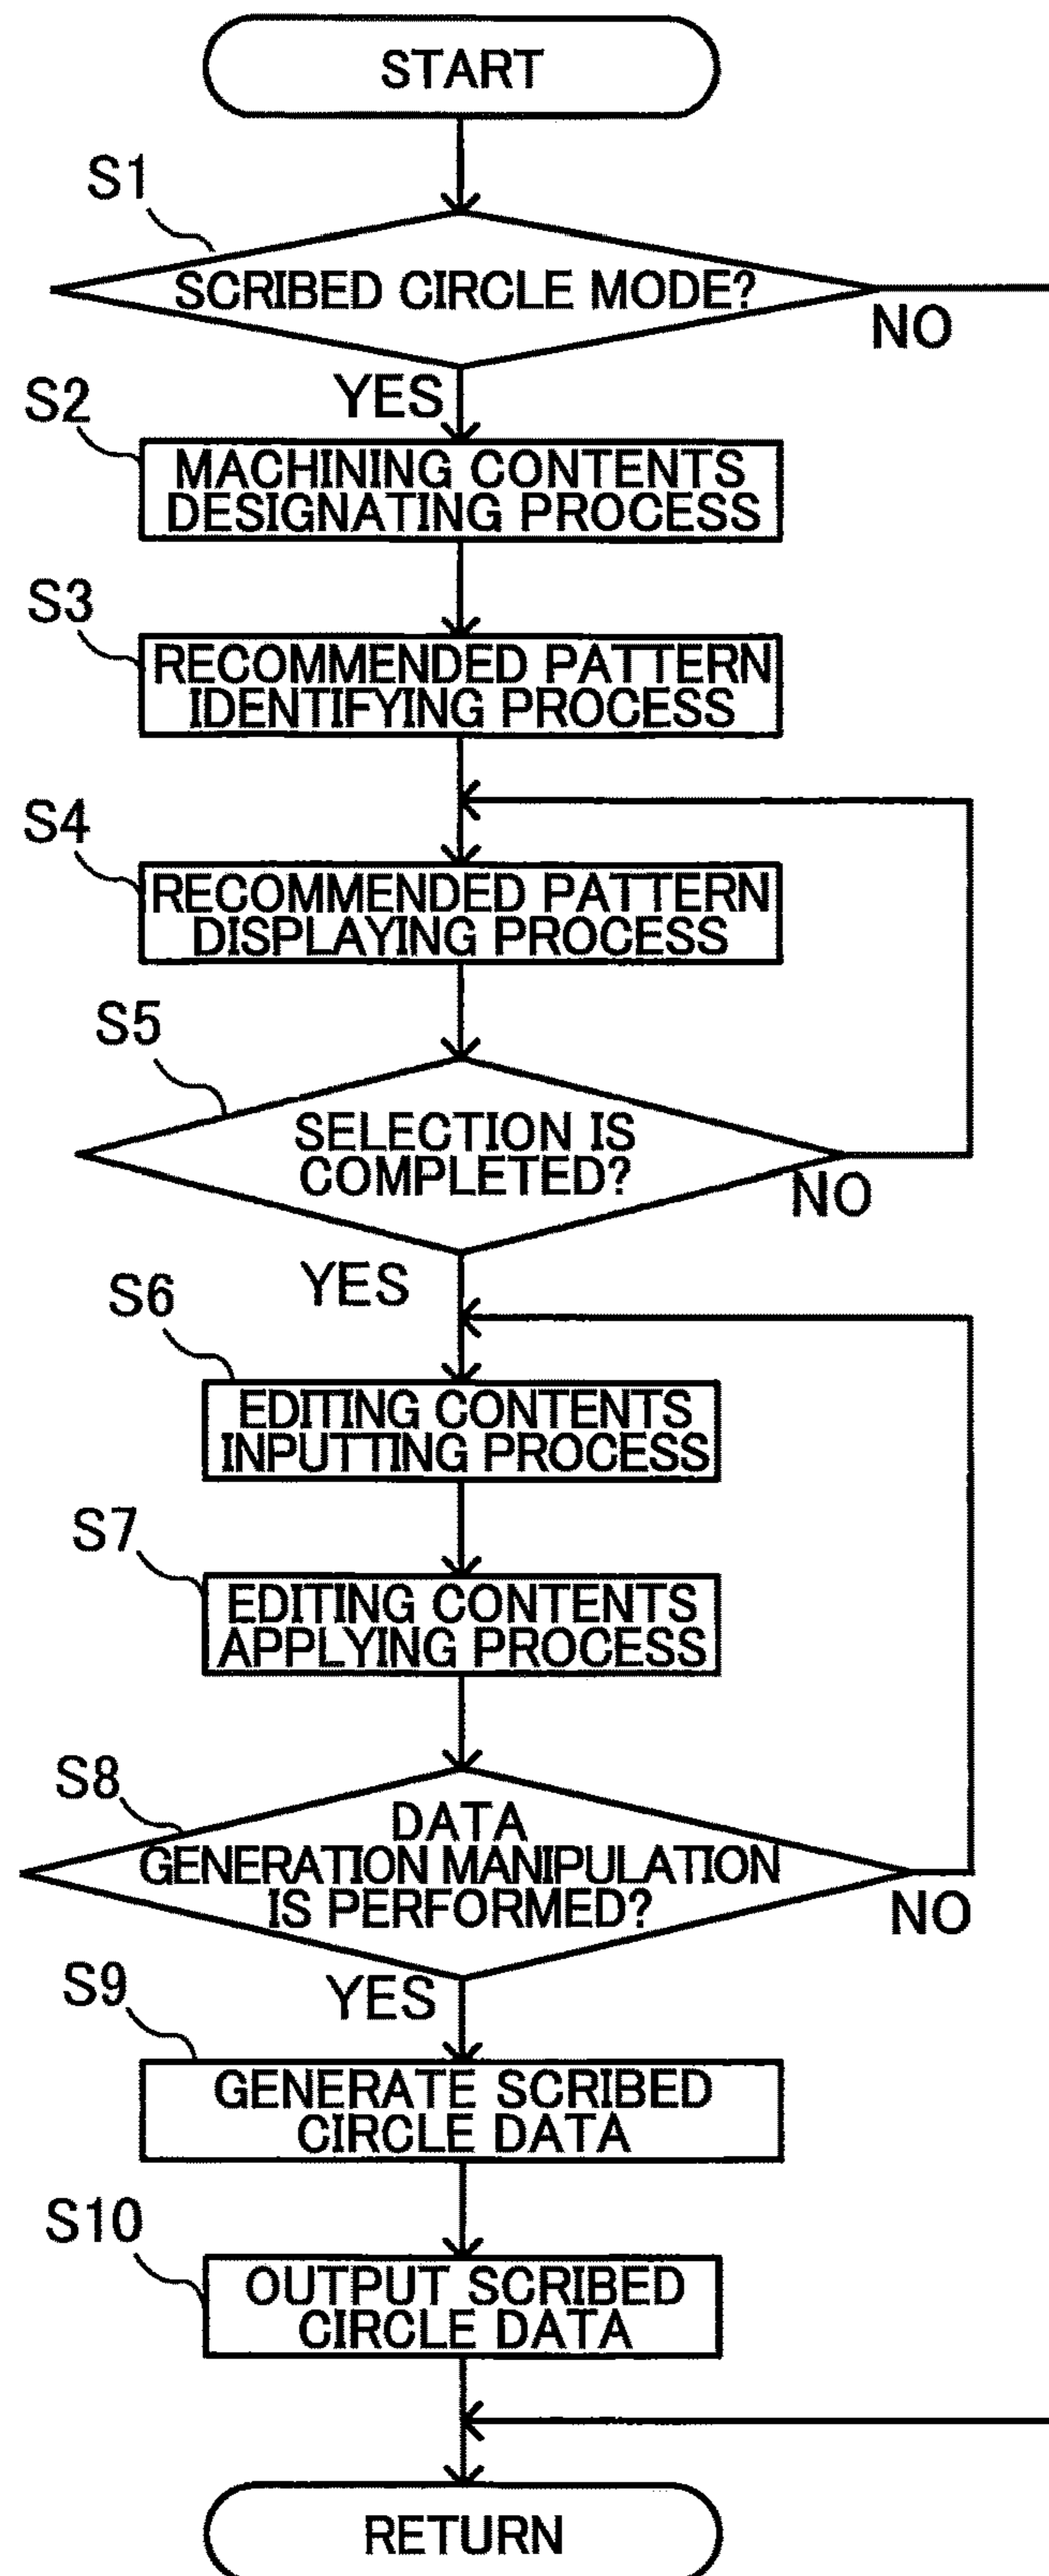 START
S1
SCRIBED CIRCLE MODE?
NO
YES
S2
MACHINING CONTENTS
DESIGNATING PROCESS
S3
RECOMMENDED PATTERN
IDENTIFYING PROCESS
S4
RECOMMENDED PATTERN
DISPLAYING PROCESS
S5
SELECTION IS
COMPLETED?
NO
YES
S6
EDITING CONTENTS
INPUTTING PROCESS
S7
EDITING CONTENTS
APPLYING PROCESS
S8
DATA
GENERATION MANIPULATION
IS PERFORMED?
NO
YES
S9
GENERATE SCRIBED
CIRCLE DATA
S10
OUTPUT SCRIBED
CIRCLE DATA
RETURN